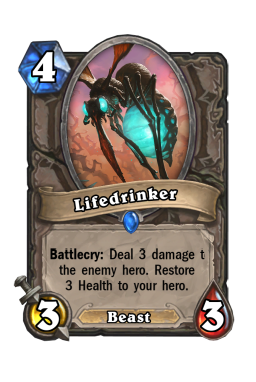 4
Lifedrinker
Battlecry: Deal 3 damage t
the enemy hero. Restore
3 Health to your hero.
3
Beast
3